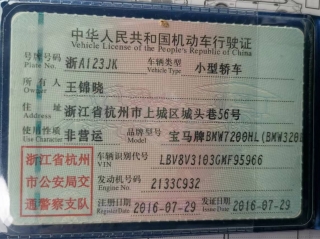 中华人民共和国机动车行驶证
Vehicle License of the People's Republic of China
号牌号码 浙A123JK 车辆类型 小型轿车
Plate No. Vehicle Type
所有人 王锦晓
Owner
住址 浙江省杭州市上城区城头巷56号
Address
使用性质 非营运 品牌型号 宝马牌BMW7200HL(BMW320L
Use Character Model
浙江省杭州
市公安局交
通警察支队
车辆识别代号 LBV8V3103GMF95966
VIN
发动机号码 2133C932
Engine No.
注册日期 2016-07-29 发证日期 2016-07-29
Register Date Issue Date